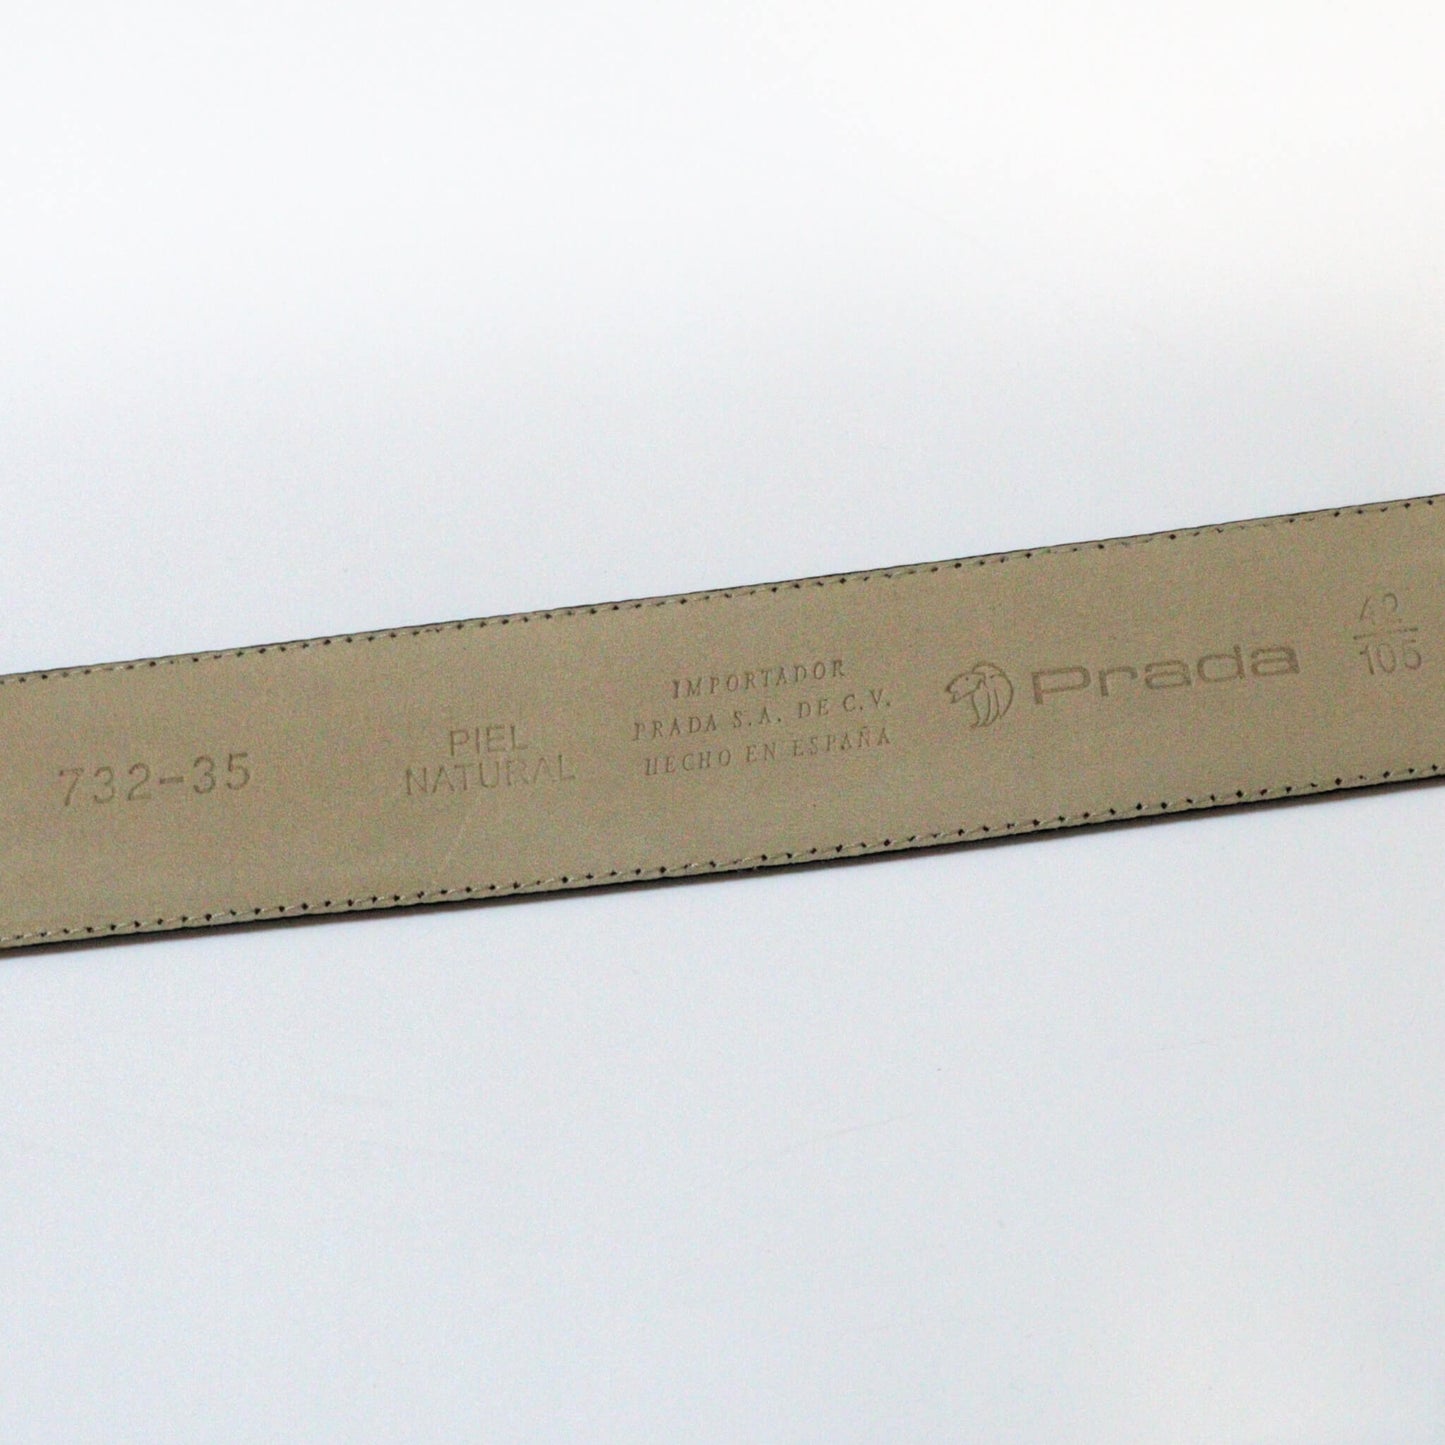 732-35
PIEL
NATURAL
IMPORTADOR
PRADA S.A. DE C.V.
HECHO EN ESPAÑA
Prada
42
105